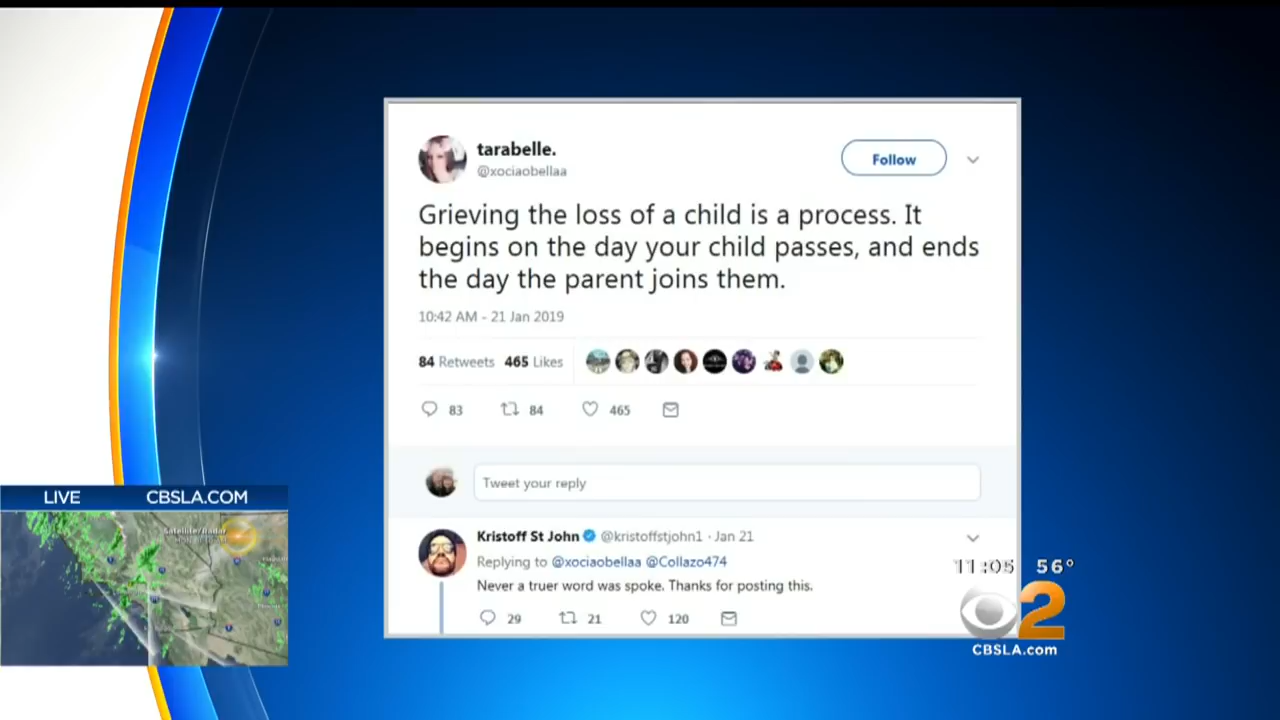 tarabelle.
@xociaobellaa
Follow
Grieving the loss of a child is a process. It
begins on the day your child passes, and ends
the day the parent joins them.
10:42 AM - 21 Jan 2019
84 Retweets 465 Likes
83 84 465
Tweet your reply
Kristoff St John @kristoffstjohn1 · Jan 21
Replying to @xociaobellaa @Collazo474
Never a truer word was spoke. Thanks for posting this.
29 21 120
LIVE CBSLA.COM
Satellite/Radar
11:05 56°
2
CBSLA.com